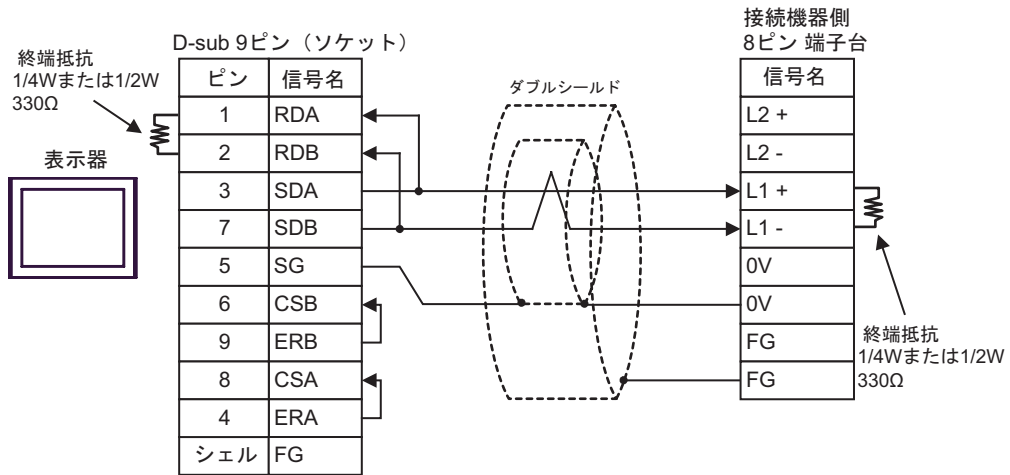 接続機器側
D-sub 9ピン（ソケット）
8ピン 端子台
終端抵抗
1/4Wまたは1/2W
330Ω
ピン 信号名
ダブルシールド
信号名
1 RDA
L2 +
表示器
2 RDB
L2 -
3 SDA
L1 +
7 SDB
L1 -
5 SG
0V
6 CSB
0V
9 ERB
FG
終端抵抗
1/4Wまたは1/2W
330Ω
8 CSA
FG
4 ERA
シェル FG